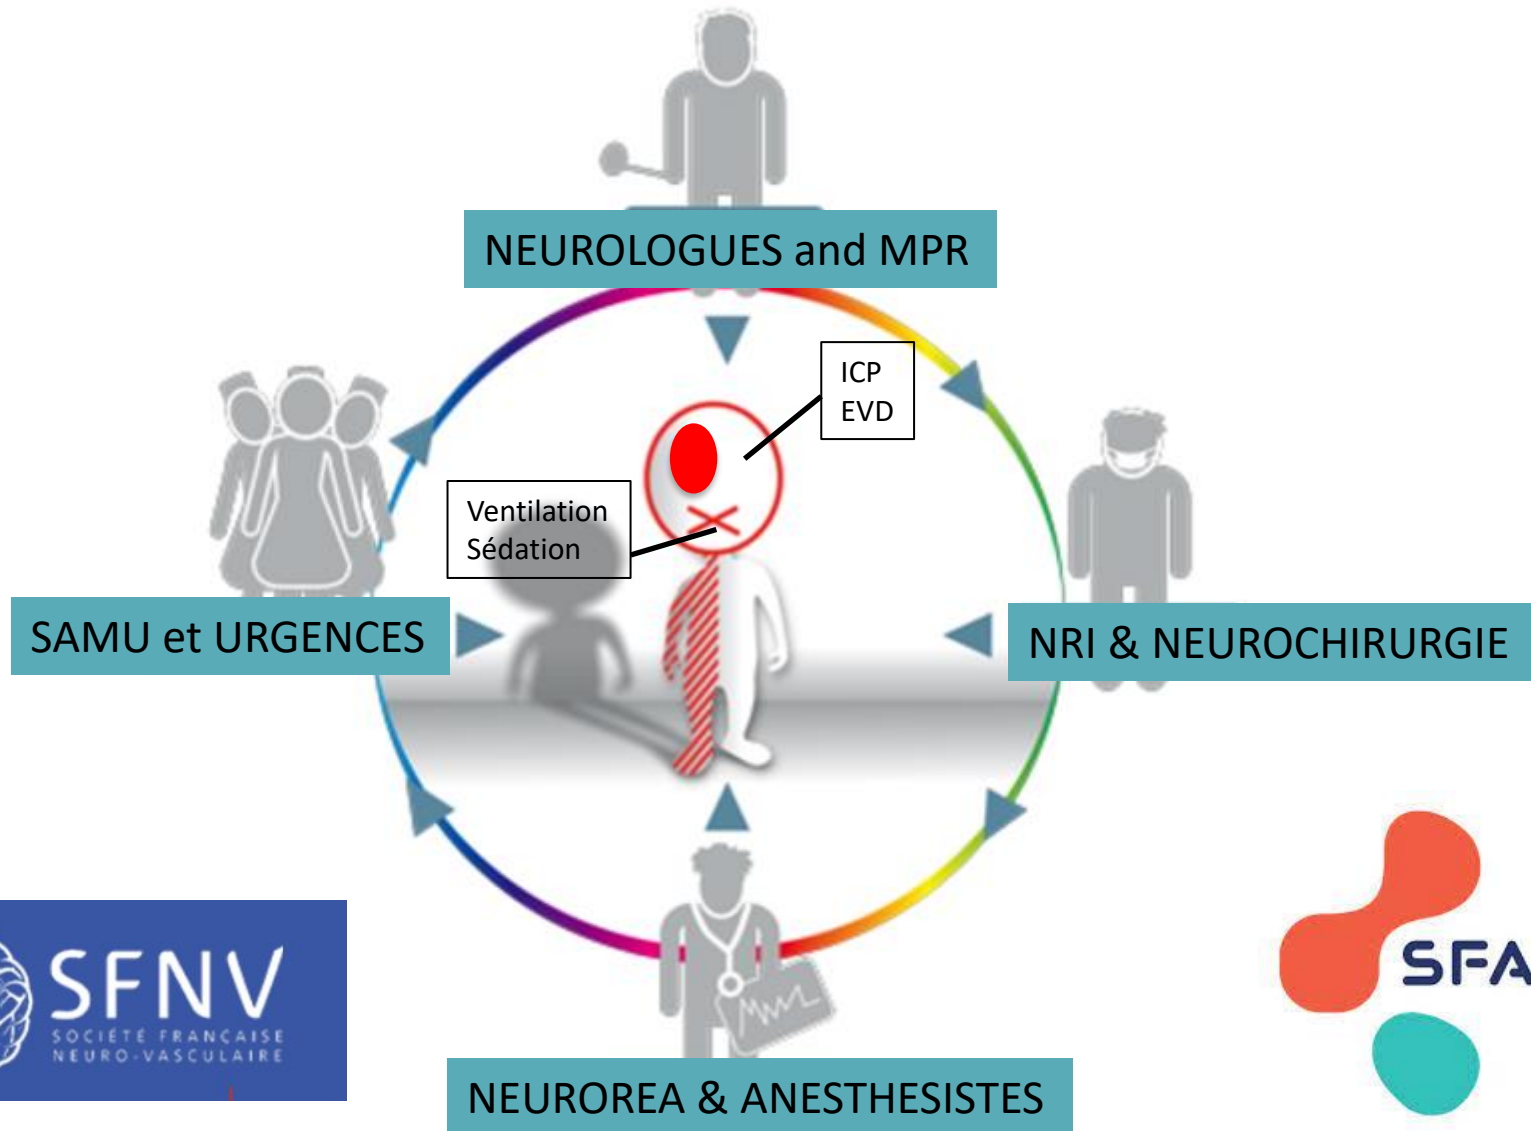 NEUROLOGUES and MPR
ICP
EVD
Ventilation
Sédation
SAMU et URGENCES
NRI & NEUROCHIRURGIE
SFNV
SOCIÉTÉ FRANÇAISE
NEURO-VASCULAIRE
SFA
NEUROREA & ANESTHESISTES